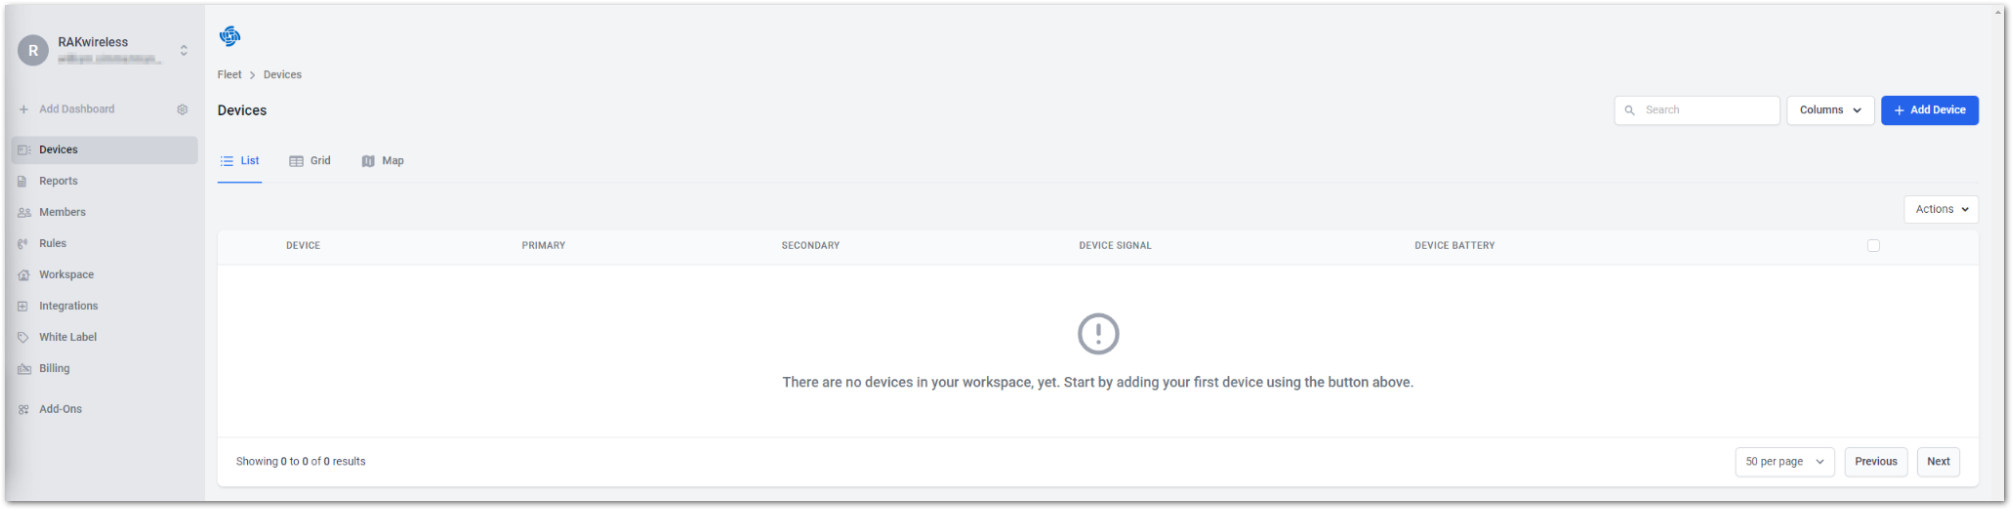 R
RAKwireless
Add Dashboard
Devices
Reports
Members
Rules
Workspace
Integrations
White Label
Billing
Add-Ons
Fleet > Devices
Devices
Search
Columns
+ Add Device
List
Grid
Map
Actions
DEVICE PRIMARY SECONDARY DEVICE SIGNAL DEVICE BATTERY
There are no devices in your workspace, yet. Start by adding your first device using the button above.
Showing 0 to 0 of 0 results
50 per page
Previous
Next